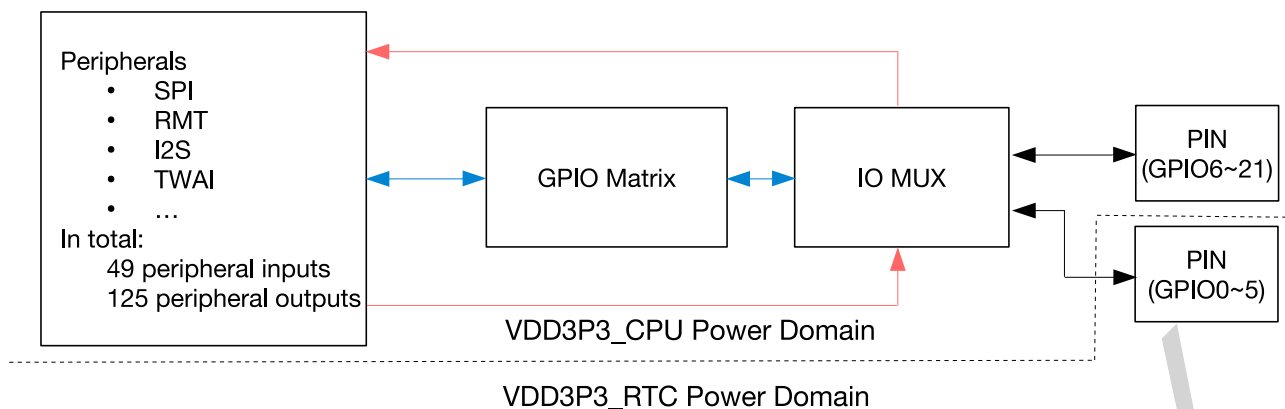 Peripherals
• SPI
• RMT
• I2S
• TWAI
• …
In total:
49 peripheral inputs
125 peripheral outputs
GPIO Matrix
IO MUX
PIN
(GPIO6~21)
PIN
(GPIO0~5)
VDD3P3_CPU Power Domain
VDD3P3_RTC Power Domain